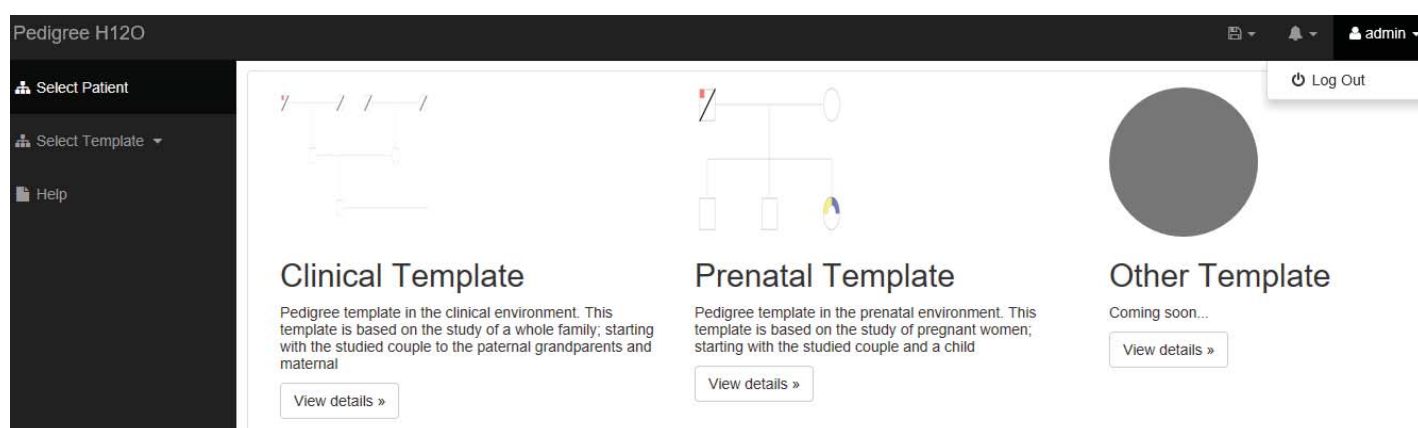 Pedigree H12O
admin
Log Out
Select Patient
Select Template
Help
Clinical Template
Pedigree template in the clinical environment. This
template is based on the study of a whole family; starting
with the studied couple to the paternal grandparents and
maternal
View details »
Prenatal Template
Pedigree template in the prenatal environment. This
template is based on the study of pregnant women;
starting with the studied couple and a child
View details »
Other Template
Coming soon...
View details »